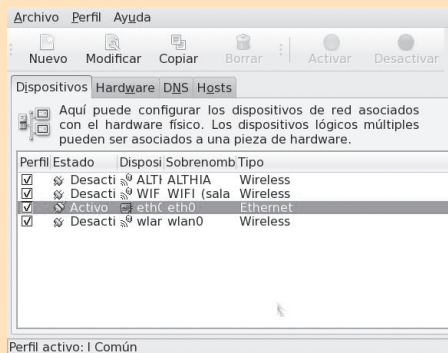 Archivo Perfil Ayuda
Nuevo Modificar Copiar Borrar Activar Desactivar
Dispositivos Hardware DNS Hosts
Aquí puede configurar los dispositivos de red asociados
con el hardware físico. Los dispositivos lógicos múltiples
pueden ser asociados a una pieza de hardware.
Perfil Estado Disposi Sobrenomb Tipo
Desacti ALTH ALTHIA Wireless
Desacti WIF WIFI (sala Wireless
Activo eth0 eth0 Ethernet
Desacti wlar wlan0 Wireless
Perfil activo: l Común